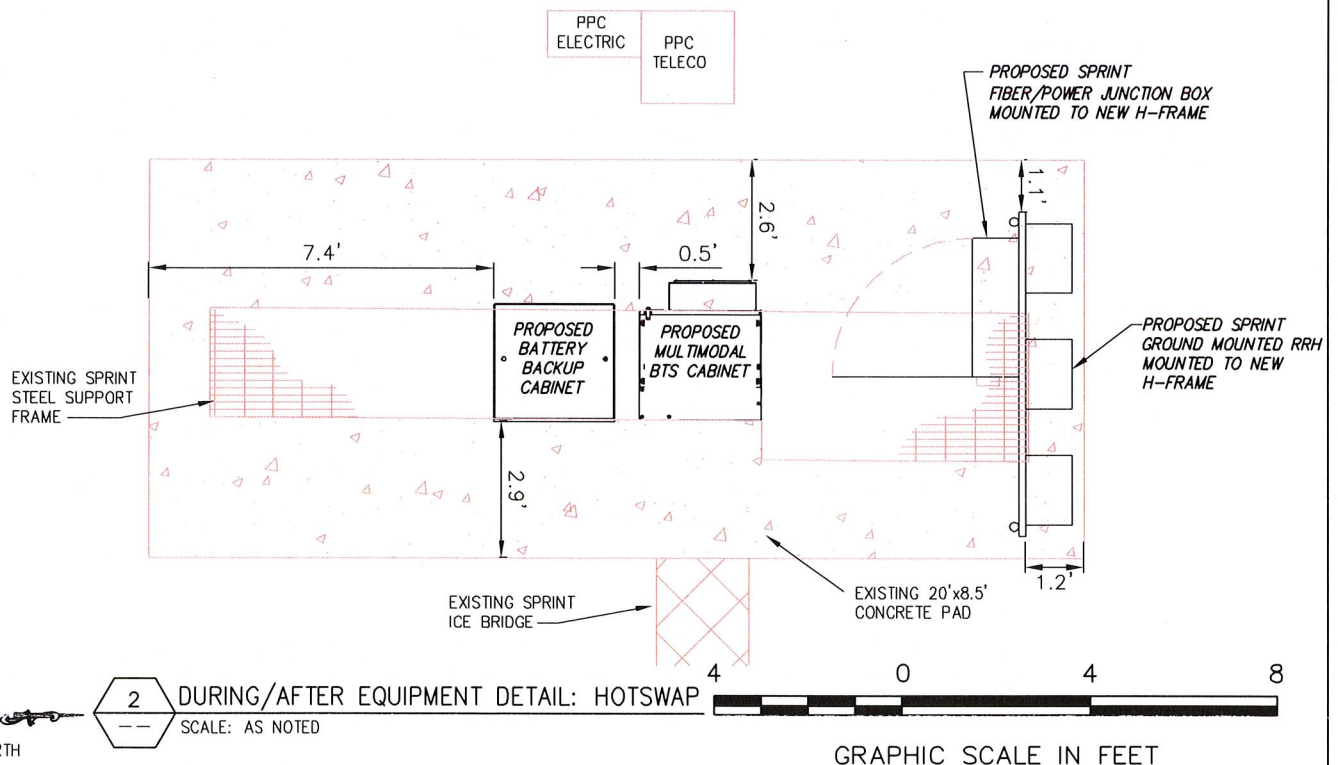 PPC
ELECTRIC
PPC
TELECO
PROPOSED SPRINT
FIBER/POWER JUNCTION BOX
MOUNTED TO NEW H-FRAME
1.1'
2.6'
7.4'
0.5'
PROPOSED
BATTERY
BACKUP
CABINET
PROPOSED
MULTIMODAL
BTS CABINET
PROPOSED SPRINT
GROUND MOUNTED RRH
MOUNTED TO NEW
H-FRAME
EXISTING SPRINT
STEEL SUPPORT
FRAME
2.9'
1.2'
EXISTING SPRINT
ICE BRIDGE
EXISTING 20'x8.5'
CONCRETE PAD
2
--
DURING/AFTER EQUIPMENT DETAIL: HOTSWAP
SCALE: AS NOTED
RTH
4 0 4 8
GRAPHIC SCALE IN FEET